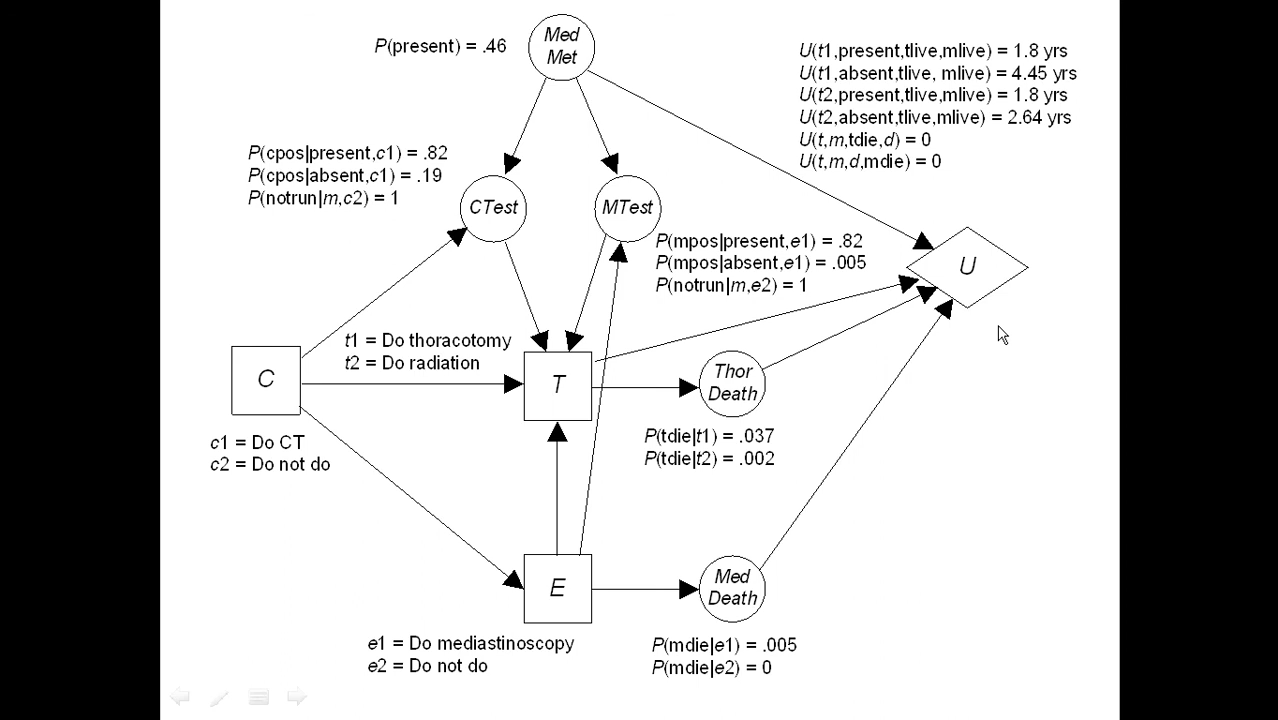 Med
Met
P(present) = .46
U(t1,present,tlive,mlive) = 1.8 yrs
U(t1,absent,tlive, mlive) = 4.45 yrs
U(t2,present,tlive,mlive) = 1.8 yrs
U(t2,absent,tlive,mlive) = 2.64 yrs
U(t,m,tdie,d) = 0
U(t,m,d,mdie) = 0
P(cpos|present,c1) = .82
P(cpos|absent,c1) = .19
P(notrun|m,c2) = 1
CTest
MTest
P(mpos|present,e1) = .82
P(mpos|absent,e1) = .005
P(notrun|m,e2) = 1
U
t1 = Do thoracotomy
t2 = Do radiation
C
T
Thor
Death
c1 = Do CT
c2 = Do not do
P(tdie|t1) = .037
P(tdie|t2) = .002
E
Med
Death
e1 = Do mediastinoscopy
e2 = Do not do
P(mdie|e1) = .005
P(mdie|e2) = 0